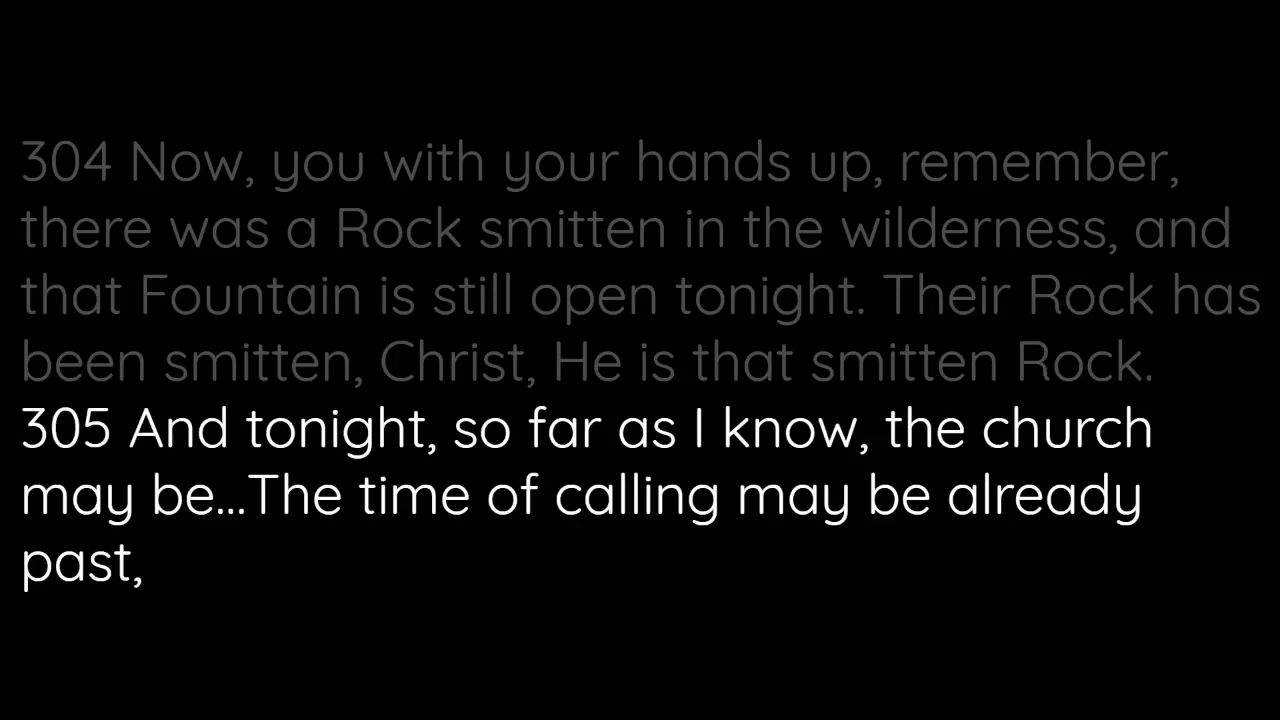 304 Now, you with your hands up, remember,
there was a Rock smitten in the wilderness, and
that Fountain is still open tonight. Their Rock has
been smitten, Christ, He is that smitten Rock.
305 And tonight, so far as I know, the church
may be...The time of calling may be already
past,